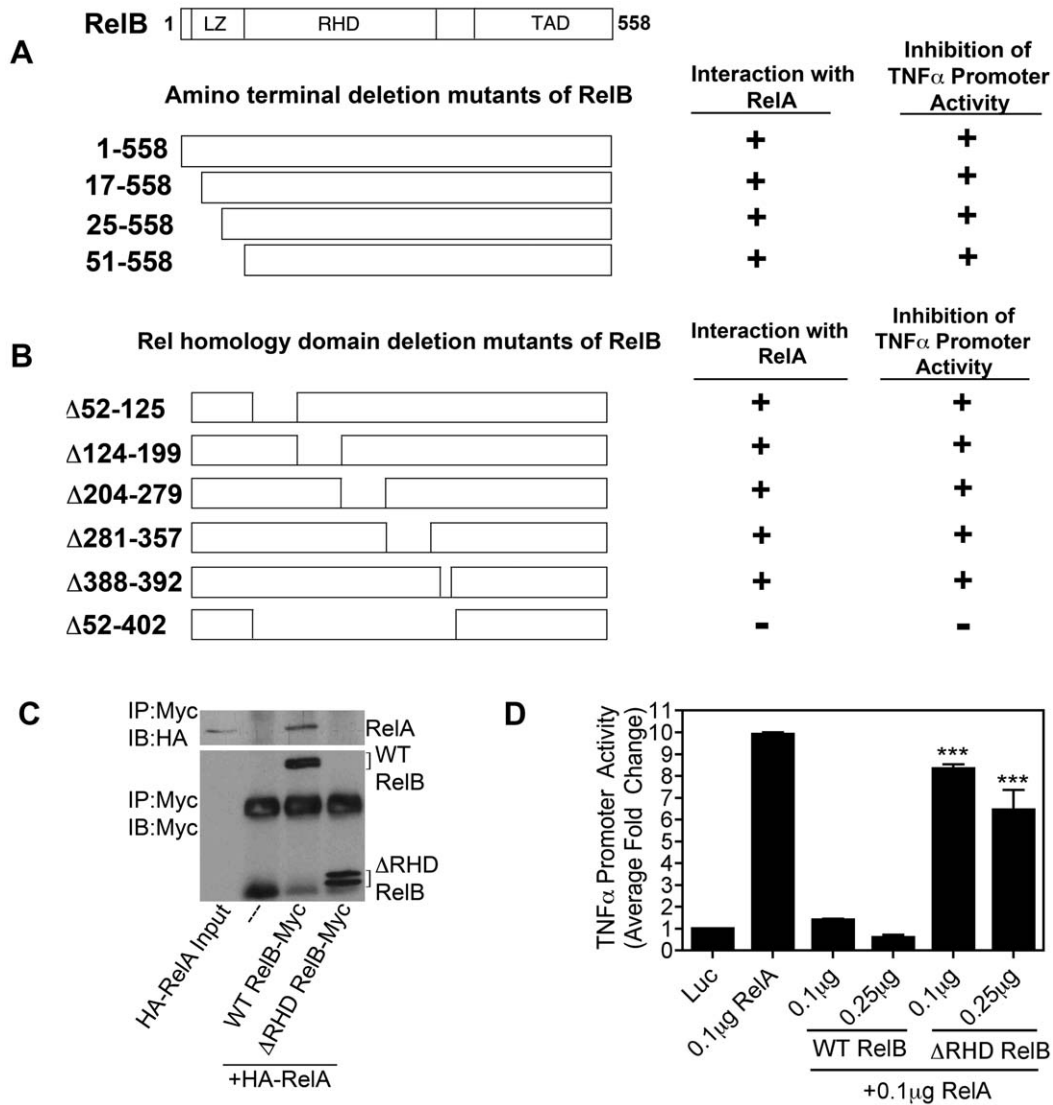 RelB 1 LZ RHD TAD 558
A
Amino terminal deletion mutants of RelB
Interaction with
RelA
Inhibition of
TNFα Promoter
Activity
1-558 + +
17-558 + +
25-558 + +
51-558 + +
B
Rel homology domain deletion mutants of RelB
Interaction with
RelA
Inhibition of
TNFα Promoter
Activity
Δ52-125 + +
Δ124-199 + +
Δ204-279 + +
Δ281-357 + +
Δ388-392 + +
Δ52-402 - -
C
IP:Myc
IB:HA
RelA
WT
RelB
IP:Myc
IB:Myc
ΔRHD
RelB
HA-RelA Input
---
WT RelB-Myc
ΔRHD RelB-Myc
+HA-RelA
D
TNFα Promoter Activity
(Average Fold Change)
11
10
9
8
7
6
5
4
3
2
1
0
***
***
Luc
0.1µg RelA
0.1µg
0.25µg
0.1µg
0.25µg
WT RelB
ΔRHD RelB
+0.1µg RelA